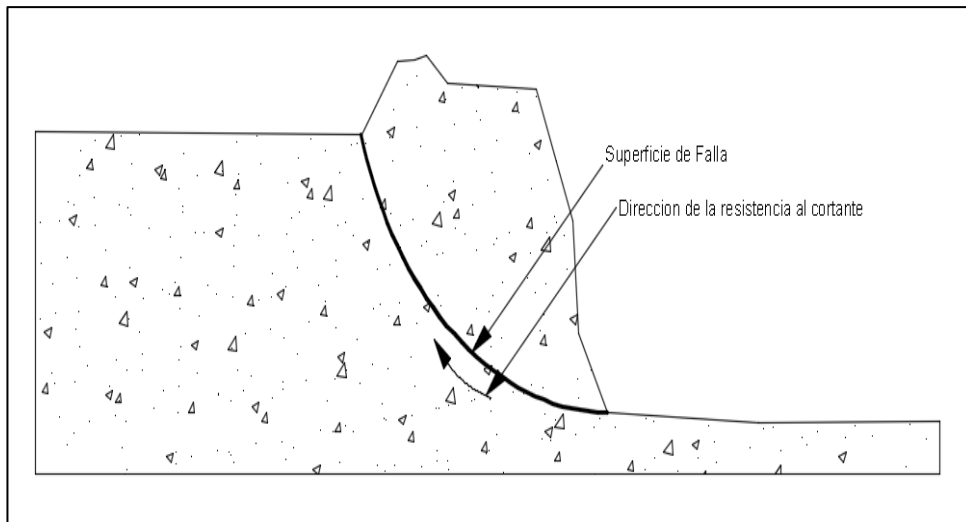 Superficie de Falla
Direccion de la resistencia al cortante